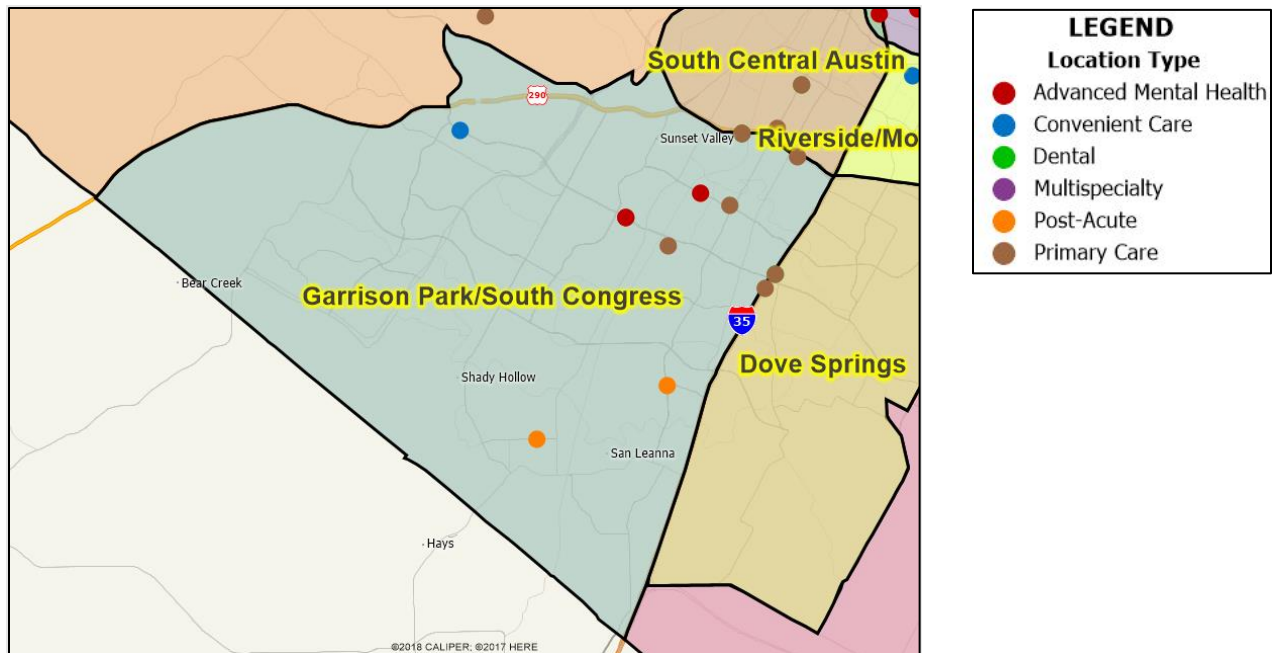 South Central Austin
290
Sunset Valley
Riverside/Mo
Bear Creek
Garrison Park/South Congress
35
Dove Springs
Shady Hollow
San Leanna
Hays
©2018 CALIPER; ©2017 HERE
LEGEND
Location Type
Advanced Mental Health
Convenient Care
Dental
Multispecialty
Post-Acute
Primary Care